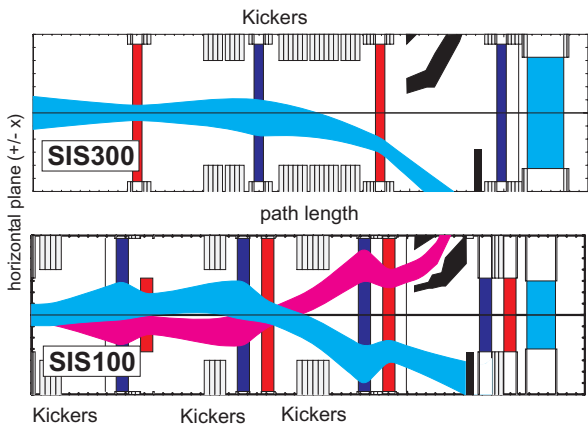 Kickers
SIS300
horizontal plane (+/- x)
path length
SIS100
Kickers
Kickers
Kickers